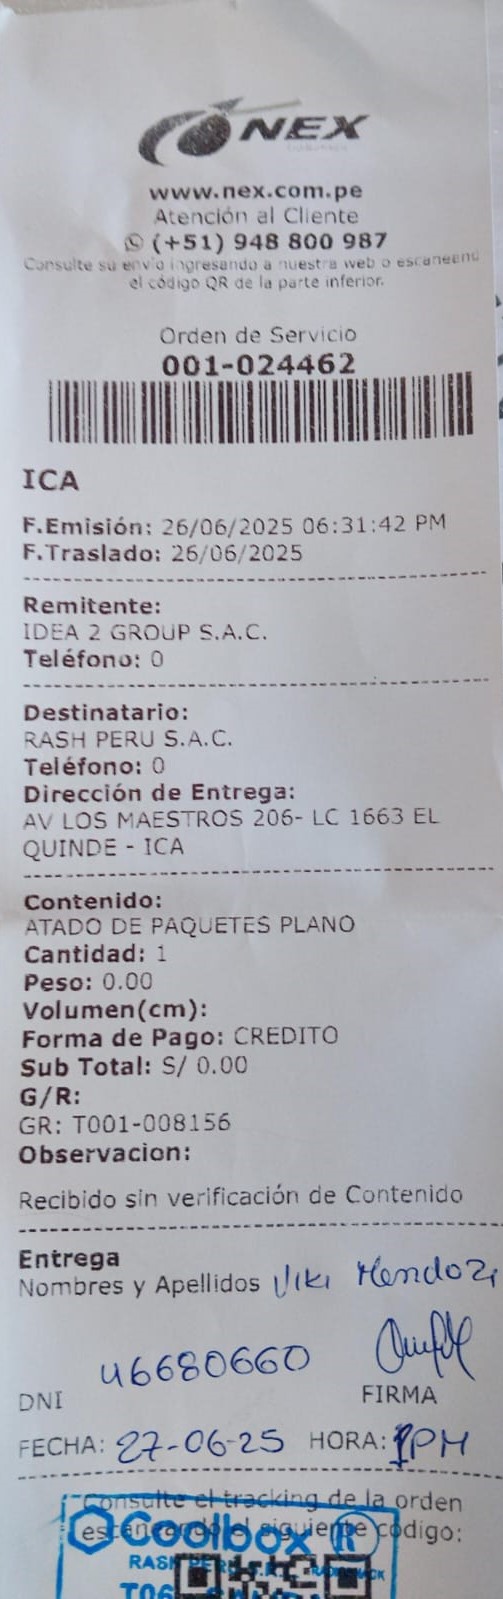 NEX
www.nex.com.pe
Atención al Cliente
(+51) 948 800 987
Consulte su envío ingresando a nuestra web o escaneand
el código QR de la parte inferior.
Orden de Servicio
001-024462
ICA
F.Emisión: 26/06/2025 06:31:42 PM
F.Traslado: 26/06/2025
Remitente:
IDEA 2 GROUP S.A.C.
Teléfono: 0
Destinatario:
RASH PERU S.A.C.
Teléfono: 0
Dirección de Entrega:
AV LOS MAESTROS 206- LC 1663 EL
QUINDE - ICA
Contenido:
ATADO DE PAQUETES PLANO
Cantidad: 1
Peso: 0.00
Volumen(cm):
Forma de Pago: CREDITO
Sub Total: S/ 0.00
G/R:
GR: T001-008156
Observacion:
Recibido sin verificación de Contenido
Entrega
Nombres y Apellidos Viki Mendoza
46680660
DNI FIRMA
FECHA: 27-06-25 HORA: 1PM
Consulte el tracking de la orden
escaneando el siguiente código:
Coolbox R
RASH
T06